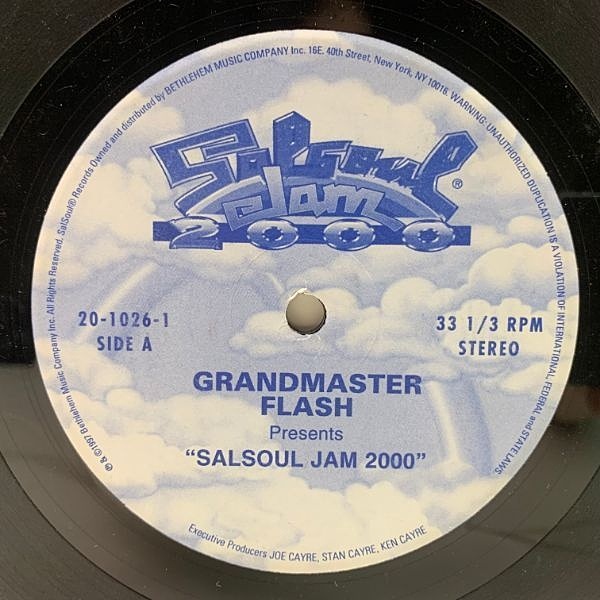 SalSoul® Records Owned and distributed by BETHLEHEM MUSIC COMPANY Inc. 16E. 40th Street, New York, NY 10016. WARNING: UNAUTHORIZED DUPLICATION IS A VIOLATION OF INTERNATIONAL, FEDERAL and STATE LAWS.
Salsoul ®
Jam
2000
20-1026-1
SIDE A
33 1/3 RPM
STEREO
GRANDMASTER
FLASH
Presents
“SALSOUL JAM 2000”
℗ & ©1997 Bethlehem Music Company Inc. All Rights Reserved.
Executive Producers JOE CAYRE, STAN CAYRE, KEN CAYRE